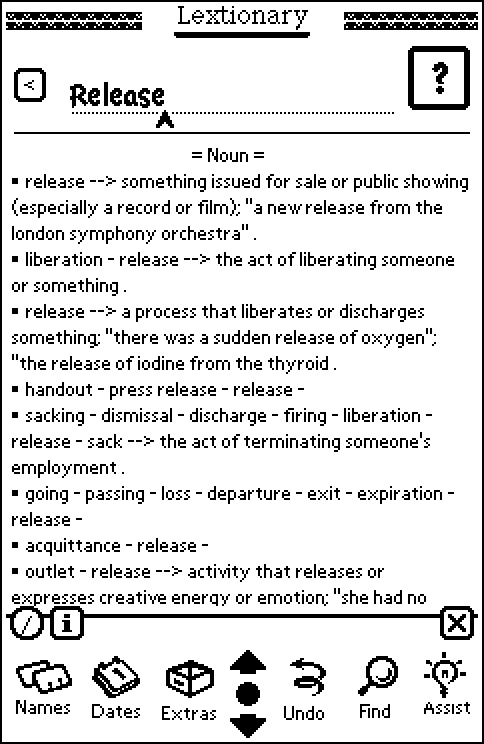 Lextionary
<
Release
?
= Noun =
▪ release --> something issued for sale or public showing
(especially a record or film); "a new release from the
london symphony orchestra" .
▪ liberation - release --> the act of liberating someone
or something .
▪ release --> a process that liberates or discharges
something; "there was a sudden release of oxygen";
"the release of iodine from the thyroid .
▪ handout - press release - release -
▪ sacking - dismissal - discharge - firing - liberation -
release - sack --> the act of terminating someone's
employment .
▪ going - passing - loss - departure - exit - expiration -
release -
▪ acquittance - release -
▪ outlet - release --> activity that releases or
expresses creative energy or emotion; "she had no
i
Names Dates Extras Undo Find Assist